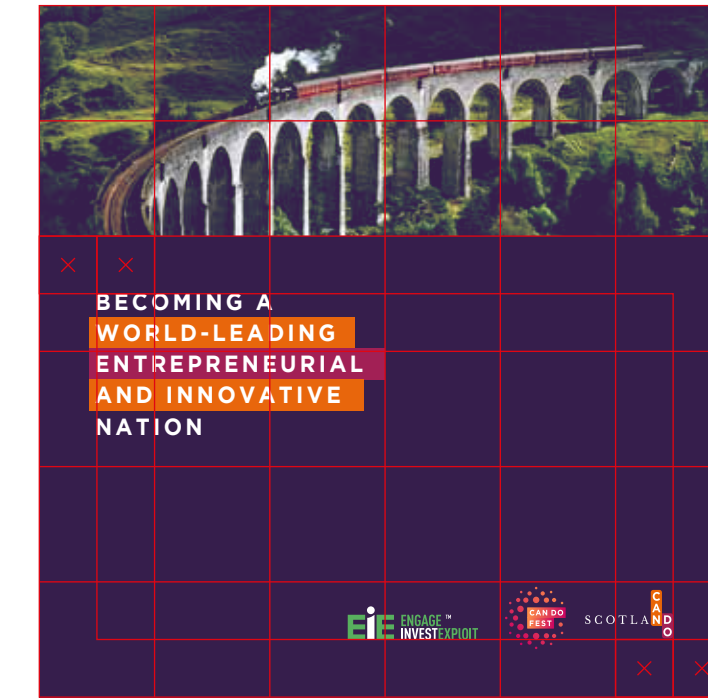 BECOMING A
WORLD-LEADING
ENTREPRENEURIAL
AND INNOVATIVE
NATION
EIE ENGAGE ™
INVESTEXPLOIT
CAN DO
FEST
SCOTLAND
CAN
DO